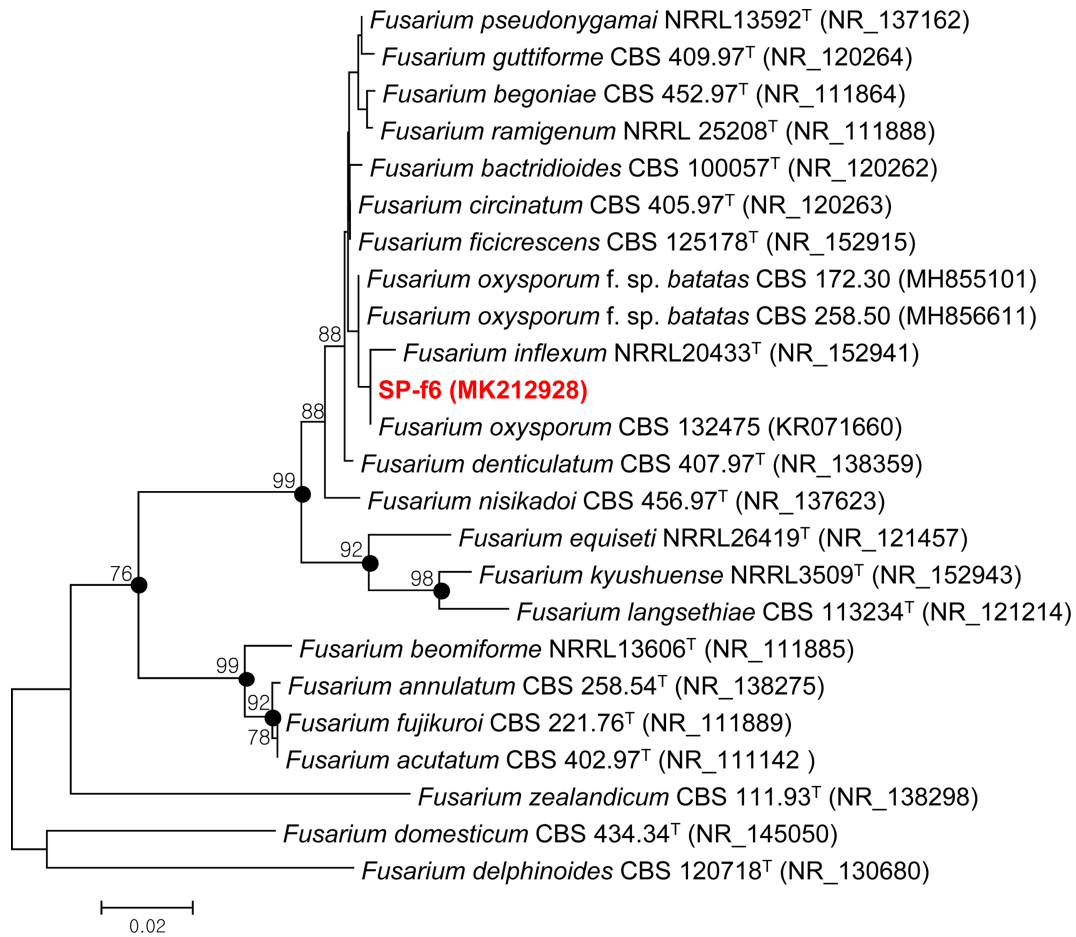 Fusarium pseudonygamai NRRL13592ᵀ (NR_137162)
Fusarium guttiforme CBS 409.97ᵀ (NR_120264)
Fusarium begoniae CBS 452.97ᵀ (NR_111864)
Fusarium ramigenum NRRL 25208ᵀ (NR_111888)
Fusarium bactridioides CBS 100057ᵀ (NR_120262)
Fusarium circinatum CBS 405.97ᵀ (NR_120263)
Fusarium ficicrescens CBS 125178ᵀ (NR_152915)
Fusarium oxysporum f. sp. batatas CBS 172.30 (MH855101)
Fusarium oxysporum f. sp. batatas CBS 258.50 (MH856611)
88
Fusarium inflexum NRRL20433ᵀ (NR_152941)
SP-f6 (MK212928)
88
Fusarium oxysporum CBS 132475 (KR071660)
Fusarium denticulatum CBS 407.97ᵀ (NR_138359)
99
Fusarium nisikadoi CBS 456.97ᵀ (NR_137623)
Fusarium equiseti NRRL26419ᵀ (NR_121457)
92
76
98
Fusarium kyushuense NRRL3509ᵀ (NR_152943)
Fusarium langsethiae CBS 113234ᵀ (NR_121214)
Fusarium beomiforme NRRL13606ᵀ (NR_111885)
99
Fusarium annulatum CBS 258.54ᵀ (NR_138275)
92
Fusarium fujikuroi CBS 221.76ᵀ (NR_111889)
78
Fusarium acutatum CBS 402.97ᵀ (NR_111142 )
Fusarium zealandicum CBS 111.93ᵀ (NR_138298)
Fusarium domesticum CBS 434.34ᵀ (NR_145050)
Fusarium delphinoides CBS 120718ᵀ (NR_130680)
0.02